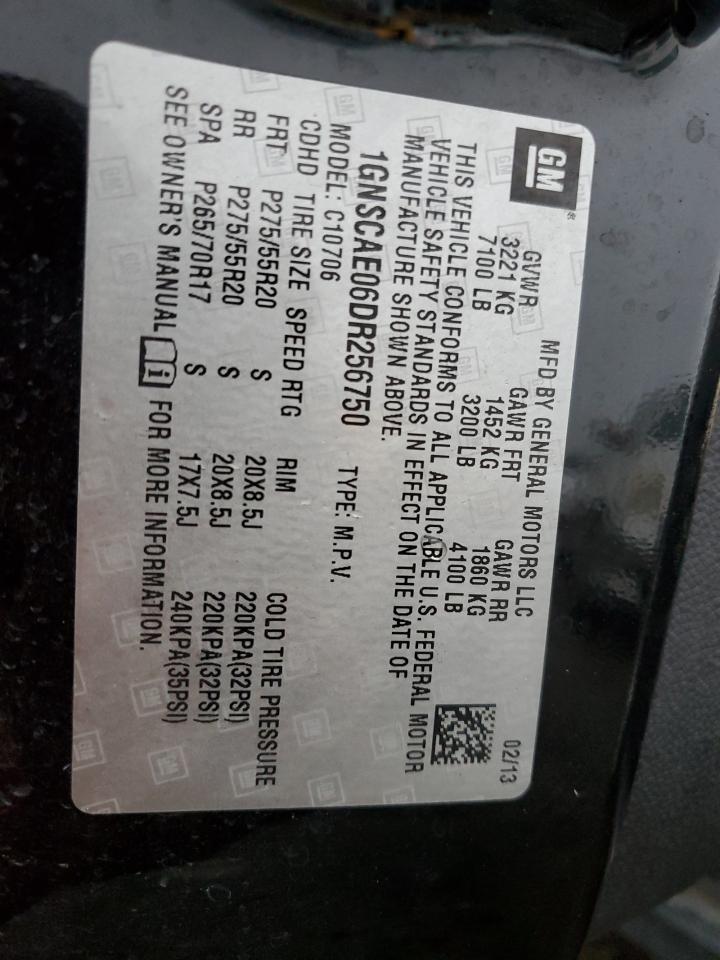 GM
MFD BY GENERAL MOTORS LLC 02/13
GVWR GAWR FRT GAWR RR
3221 KG 1452 KG 1860 KG
7100 LB 3200 LB 4100 LB
THIS VEHICLE CONFORMS TO ALL APPLICABLE U.S. FEDERAL MOTOR
VEHICLE SAFETY STANDARDS IN EFFECT ON THE DATE OF
MANUFACTURE SHOWN ABOVE.
1GNSCAE06DR256750 TYPE: M.P.V.
MODEL: C10706
CDHD TIRE SIZE SPEED RTG RIM COLD TIRE PRESSURE
FRT P275/55R20 S 20X8.5J 220KPA(32PSI)
RR P275/55R20 S 20X8.5J 220KPA(32PSI)
SPA P265/70R17 S 17X7.5J 240KPA(35PSI)
SEE OWNER'S MANUAL i FOR MORE INFORMATION.